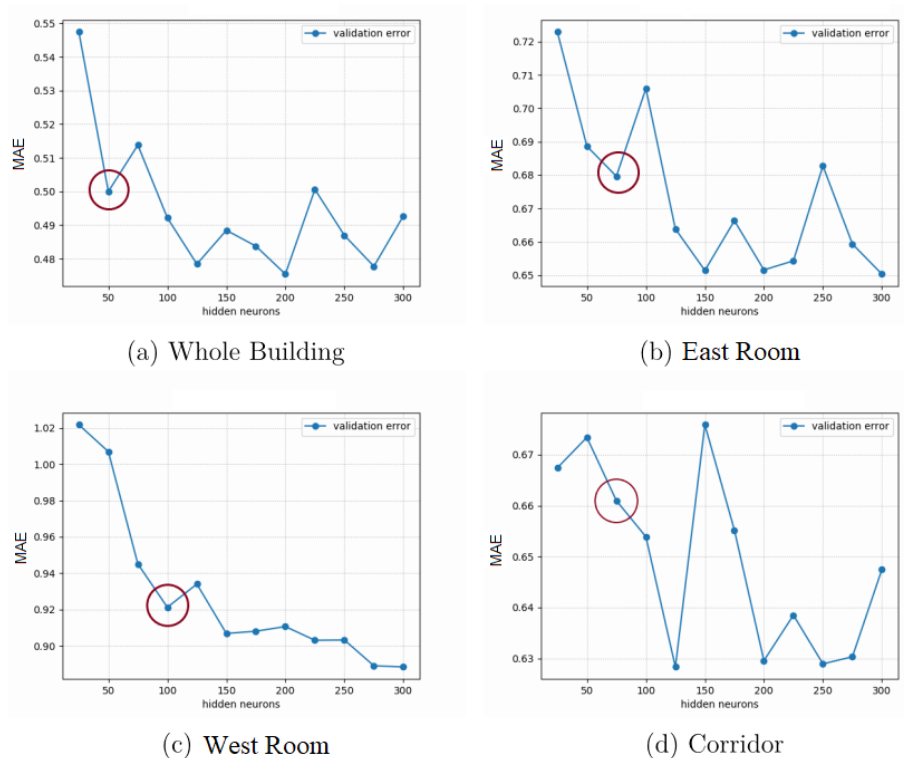 0.55
0.54
0.53
0.52
0.51
0.50
0.49
0.48
MAE
validation error
50 100 150 200 250 300
hidden neurons
(a) Whole Building
0.72
0.71
0.70
0.69
0.68
0.67
0.66
0.65
MAE
validation error
50 100 150 200 250 300
hidden neurons
(b) East Room
1.02
1.00
0.98
0.96
0.94
0.92
0.90
MAE
validation error
50 100 150 200 250 300
hidden neurons
(c) West Room
0.67
0.66
0.65
0.64
0.63
MAE
validation error
50 100 150 200 250 300
hidden neurons
(d) Corridor